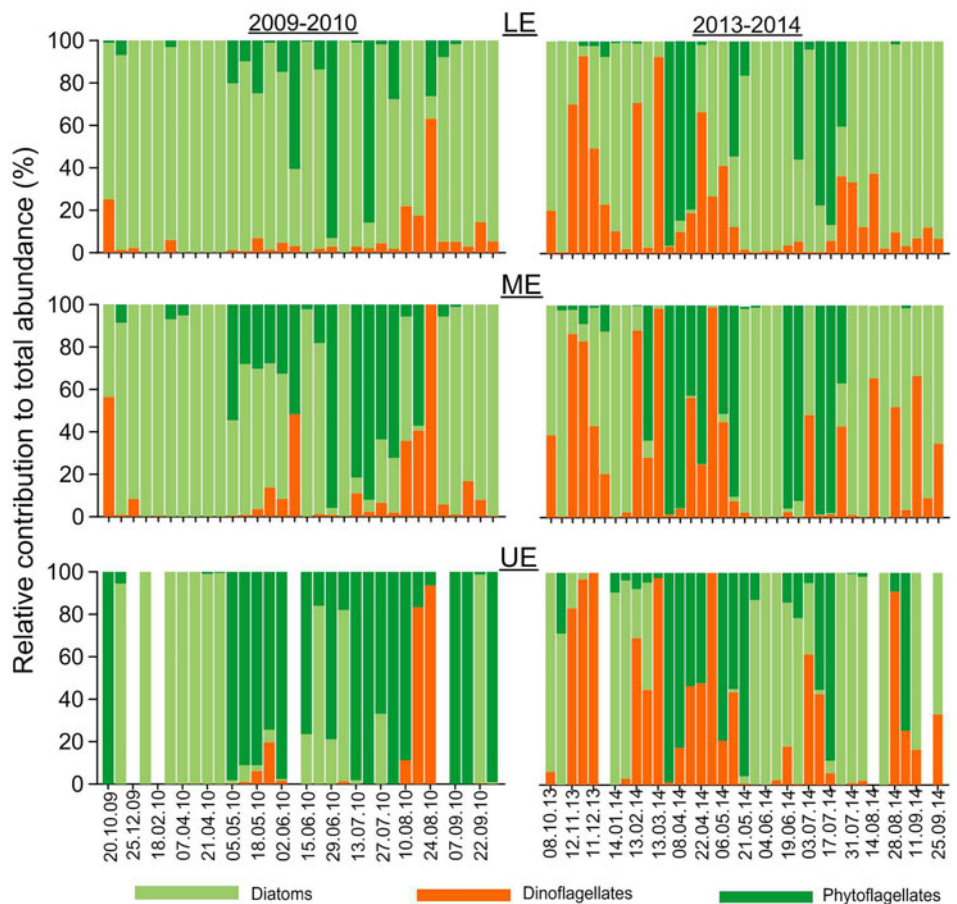 2009-2010 LE 2013-2014
Relative contribution to total abundance (%)
100
80
60
40
20
0
ME
100
80
60
40
20
0
UE
100
80
60
40
20
0
20.10.09 25.12.09 18.02.10 07.04.10 21.04.10 05.05.10 18.05.10 02.06.10 15.06.10 29.06.10 13.07.10 27.07.10 10.08.10 24.08.10 07.09.10 22.09.10
08.10.13 12.11.13 11.12.13 14.01.14 13.02.14 13.03.14 08.04.14 22.04.14 06.05.14 21.05.14 04.06.14 19.06.14 03.07.14 17.07.14 31.07.14 14.08.14 28.08.14 11.09.14 25.09.14
Diatoms Dinoflagellates Phytoflagellates